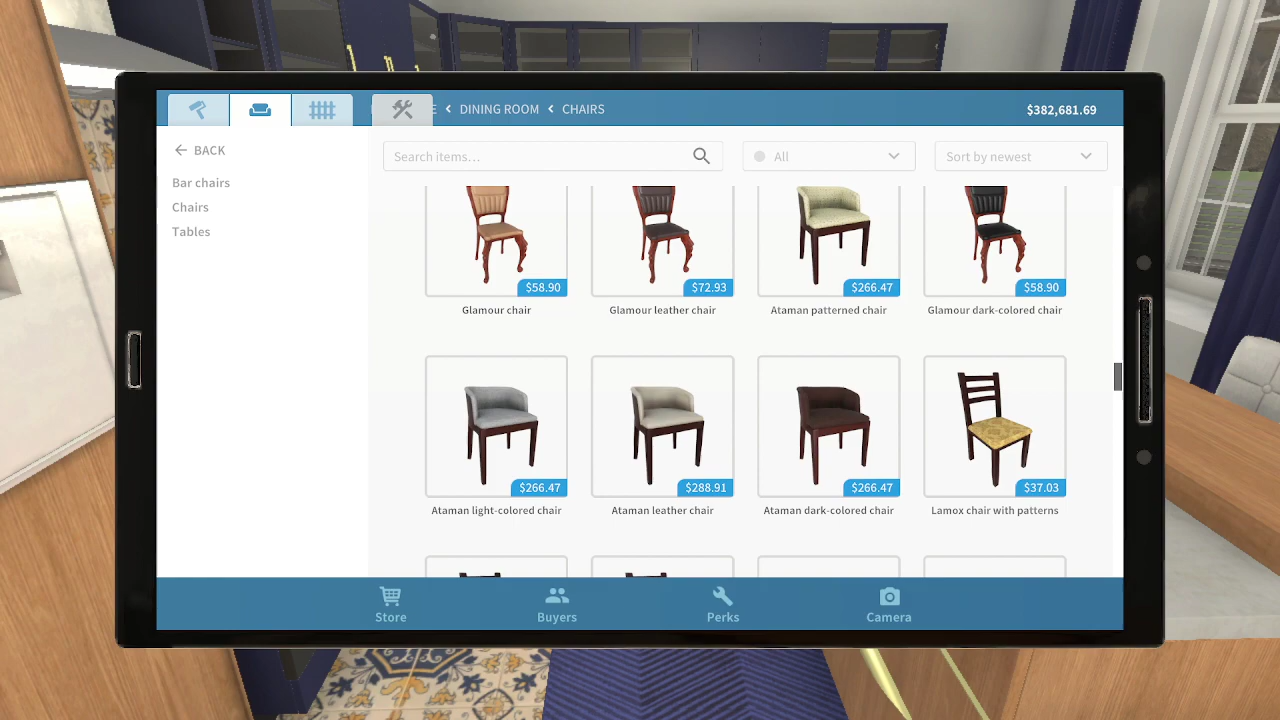 DINING ROOM CHAIRS
$382,681.69
BACK
Search items...
All
Sort by newest
Bar chairs
Chairs
Tables
$58.90
$72.93
$266.47
$58.90
Glamour chair
Glamour leather chair
Ataman patterned chair
Glamour dark-colored chair
$266.47
$288.91
$266.47
$37.03
Ataman light-colored chair
Ataman leather chair
Ataman dark-colored chair
Lamox chair with patterns
Store
Buyers
Perks
Camera